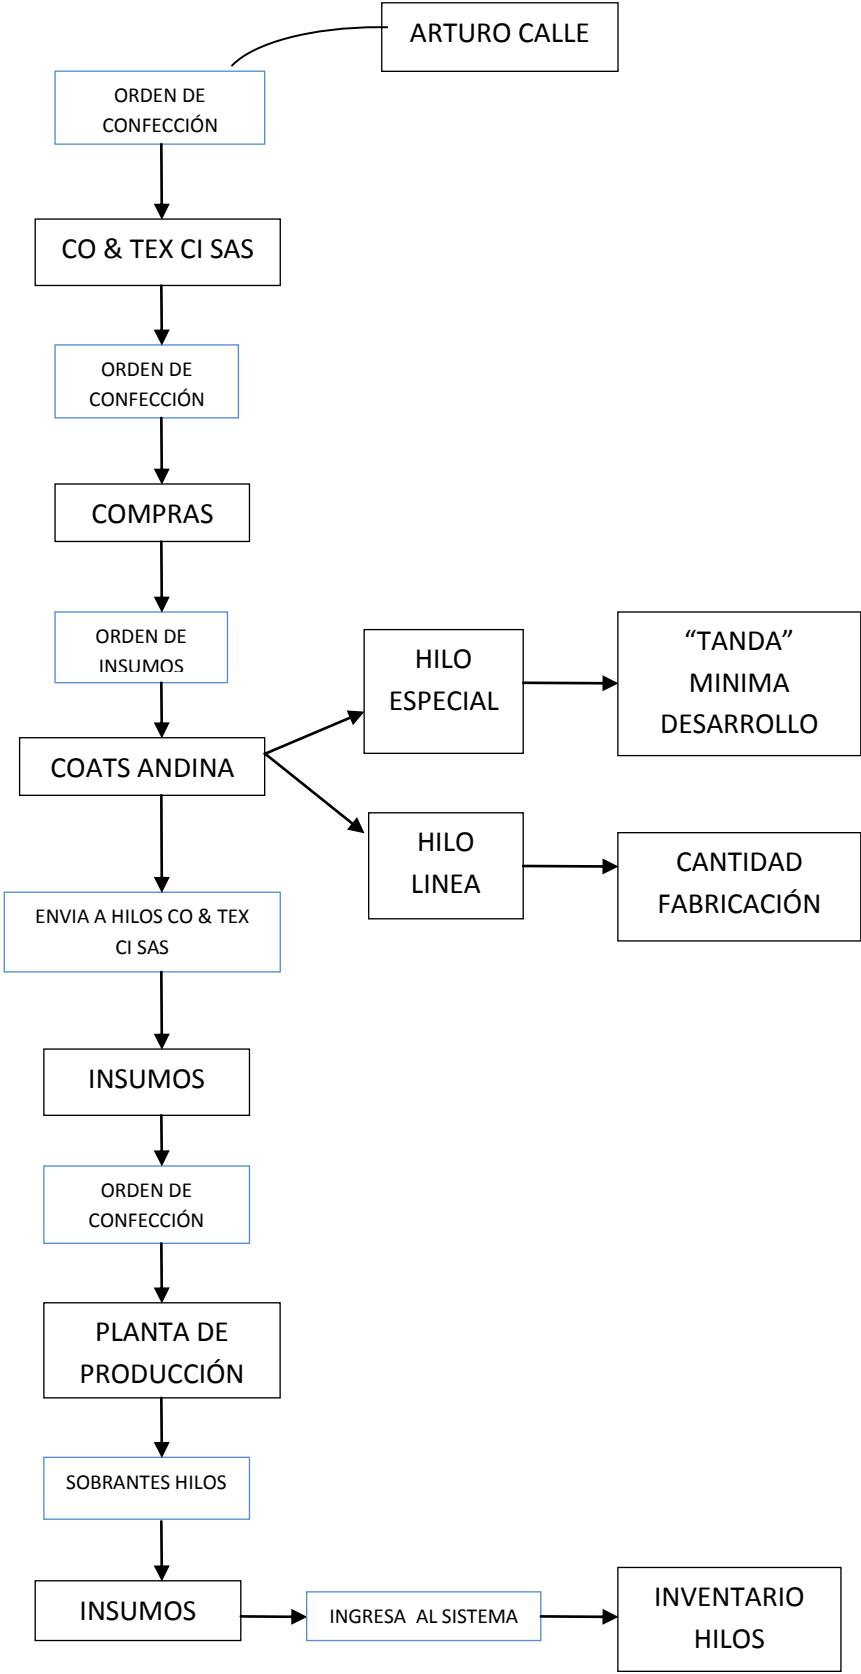 ARTURO CALLE
ORDEN DE
CONFECCIÓN
CO & TEX CI SAS
ORDEN DE
CONFECCIÓN
COMPRAS
ORDEN DE
INSUMOS
HILO
ESPECIAL
“TANDA”
MINIMA
DESARROLLO
COATS ANDINA
HILO
LINEA
CANTIDAD
FABRICACIÓN
ENVIA A HILOS CO & TEX
CI SAS
INSUMOS
ORDEN DE
CONFECCIÓN
PLANTA DE
PRODUCCIÓN
SOBRANTES HILOS
INSUMOS
INGRESA AL SISTEMA
INVENTARIO
HILOS